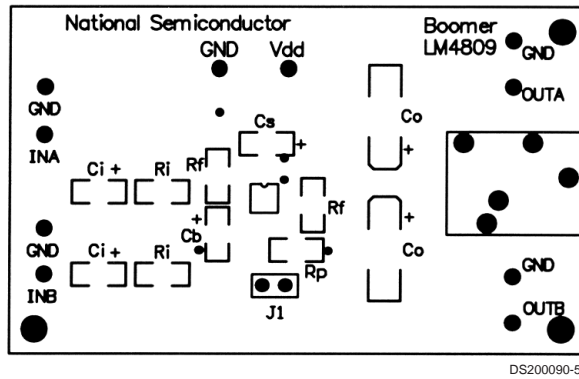 National Semiconductor
Boomer
LM4809
GND
Vdd
GND
OUTA
GND
INA
Cs
+
Co
+
Ci +
Ri
Rf
Rf
+
Cb
+
Co
GND
Ci +
Ri
Rp
GND
INB
J1
OUTB
DS200090-5